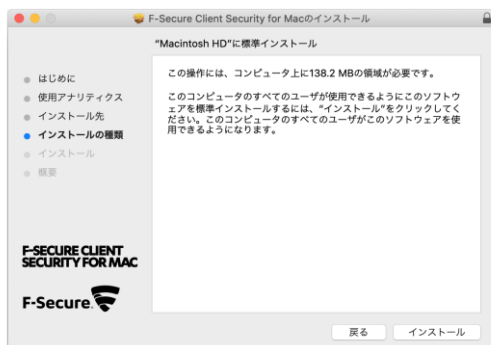 F-Secure Client Security for Macのインストール
"Macintosh HD"に標準インストール
はじめに
使用アナリティクス
インストール先
インストールの種類
インストール
概要
この操作には、コンピュータ上に138.2 MBの領域が必要です。
このコンピュータのすべてのユーザが使用できるようにこのソフトウ
ェアを標準インストールするには、"インストール"をクリックしてく
ださい。このコンピュータのすべてのユーザがこのソフトウェアを使
用できるようになります。
F-SECURE CLIENT
SECURITY FOR MAC
F-Secure.
戻る
インストール